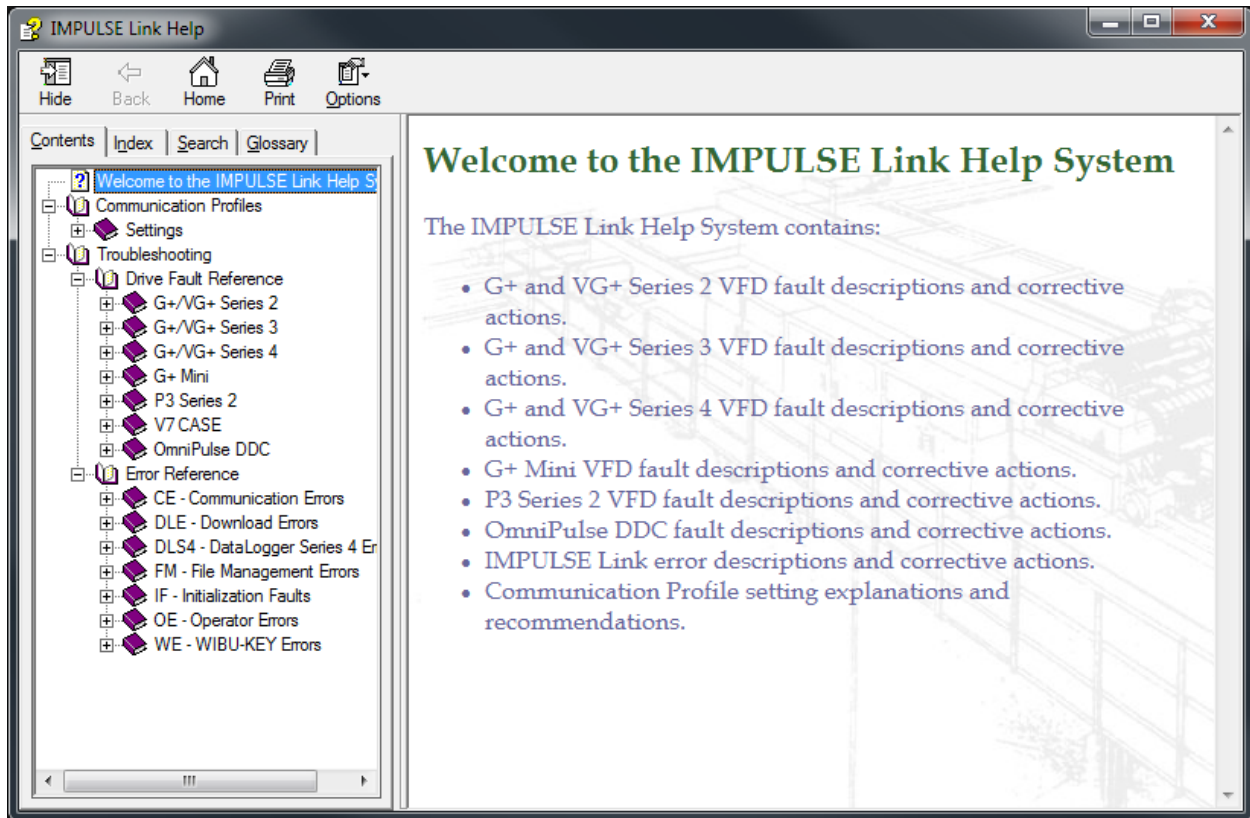 IMPULSE Link Help
Hide Back Home Print Options
Contents Index Search Glossary
Welcome to the IMPULSE Link Help S
Communication Profiles
Settings
Troubleshooting
Drive Fault Reference
G+/VG+ Series 2
G+/VG+ Series 3
G+/VG+ Series 4
G+ Mini
P3 Series 2
V7 CASE
OmniPulse DDC
Error Reference
CE - Communication Errors
DLE - Download Errors
DLS4 - DataLogger Series 4 Er
FM - File Management Errors
IF - Initialization Faults
OE - Operator Errors
WE - WIBU-KEY Errors
Welcome to the IMPULSE Link Help System
The IMPULSE Link Help System contains:
• G+ and VG+ Series 2 VFD fault descriptions and corrective
actions.
• G+ and VG+ Series 3 VFD fault descriptions and corrective
actions.
• G+ and VG+ Series 4 VFD fault descriptions and corrective
actions.
• G+ Mini VFD fault descriptions and corrective actions.
• P3 Series 2 VFD fault descriptions and corrective actions.
• OmniPulse DDC fault descriptions and corrective actions.
• IMPULSE Link error descriptions and corrective actions.
• Communication Profile setting explanations and
recommendations.